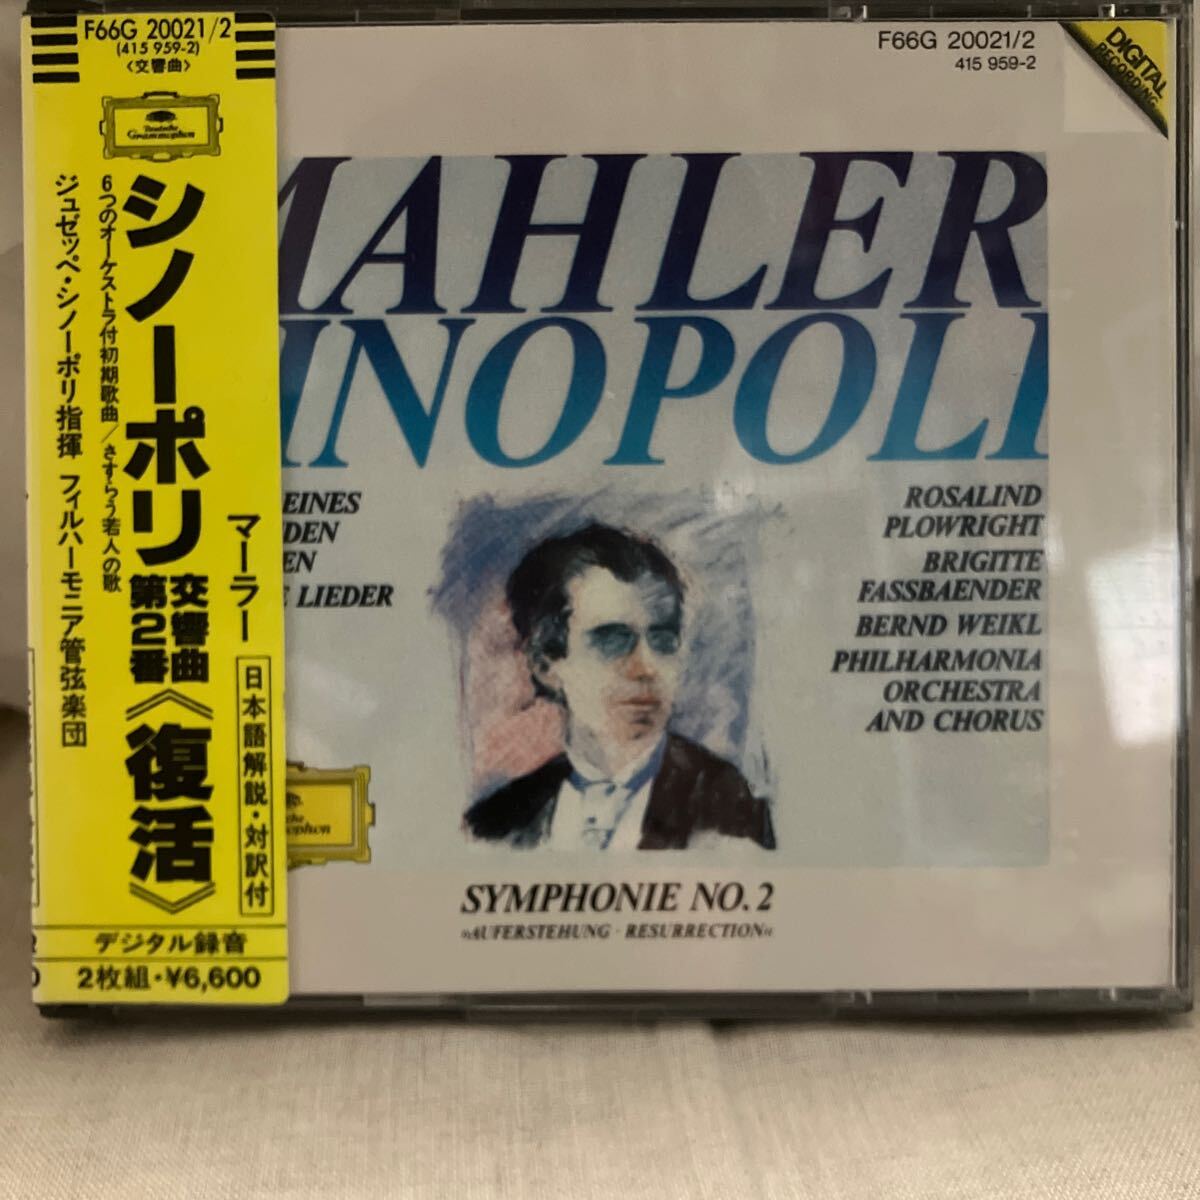 F66G 20021/2
(415 959-2)
〈交響曲〉
Deutsche
Grammophon
マーラー
シノーポリ
交響曲
第2番
《復活》
6つのオーケストラ付初期歌曲/さすらう若人の歌
ジュゼッペ・シノーポリ指揮 フィルハーモニア管弦楽団
日本語解説・対訳付
デジタル録音
2枚組・¥6,600
F66G 20021/2
415 959-2
DIGITAL
RECORDING
MAHLER
INOPOLI
EINES
DEN
EN
E LIEDER
ROSALIND
PLOWRIGHT
BRIGITTE
FASSBAENDER
BERND WEIKL
PHILHARMONIA
ORCHESTRA
AND CHORUS
SYMPHONIE NO. 2
»AUFERSTEHUNG · RESURRECTION«